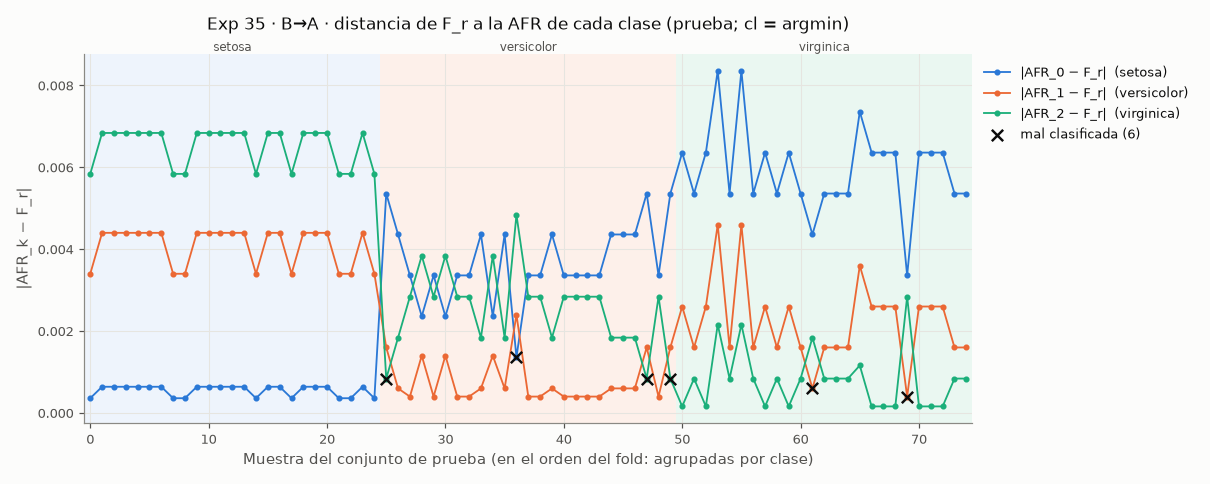 Exp 35 · B→A · distancia de F_r a la AFR de cada clase (prueba; cl = argmin)
setosa
versicolor
virginica
|AFR_0 − F_r|  (setosa)
|AFR_1 − F_r|  (versicolor)
|AFR_2 − F_r|  (virginica)
mal clasificada (6)
|AFR_k − F_r|
0.008
0.006
0.004
0.002
0.000
0 10 20 30 40 50 60 70
Muestra del conjunto de prueba (en el orden del fold: agrupadas por clase)